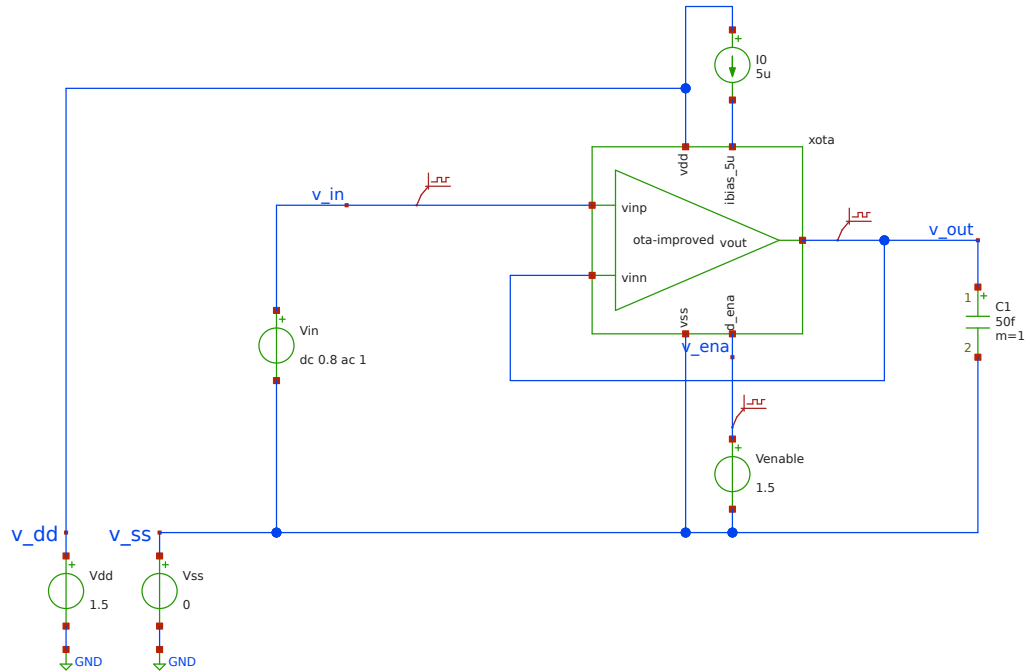 I0
5u
xota
vdd
ibias_5u
v_in
vinp
ota-improved
vout
v_out
vinn
1
C1
50f
m=1
2
vss
d_ena
v_ena
Vin
dc 0.8 ac 1
Venable
1.5
v_dd
v_ss
Vdd
1.5
Vss
0
GND
GND